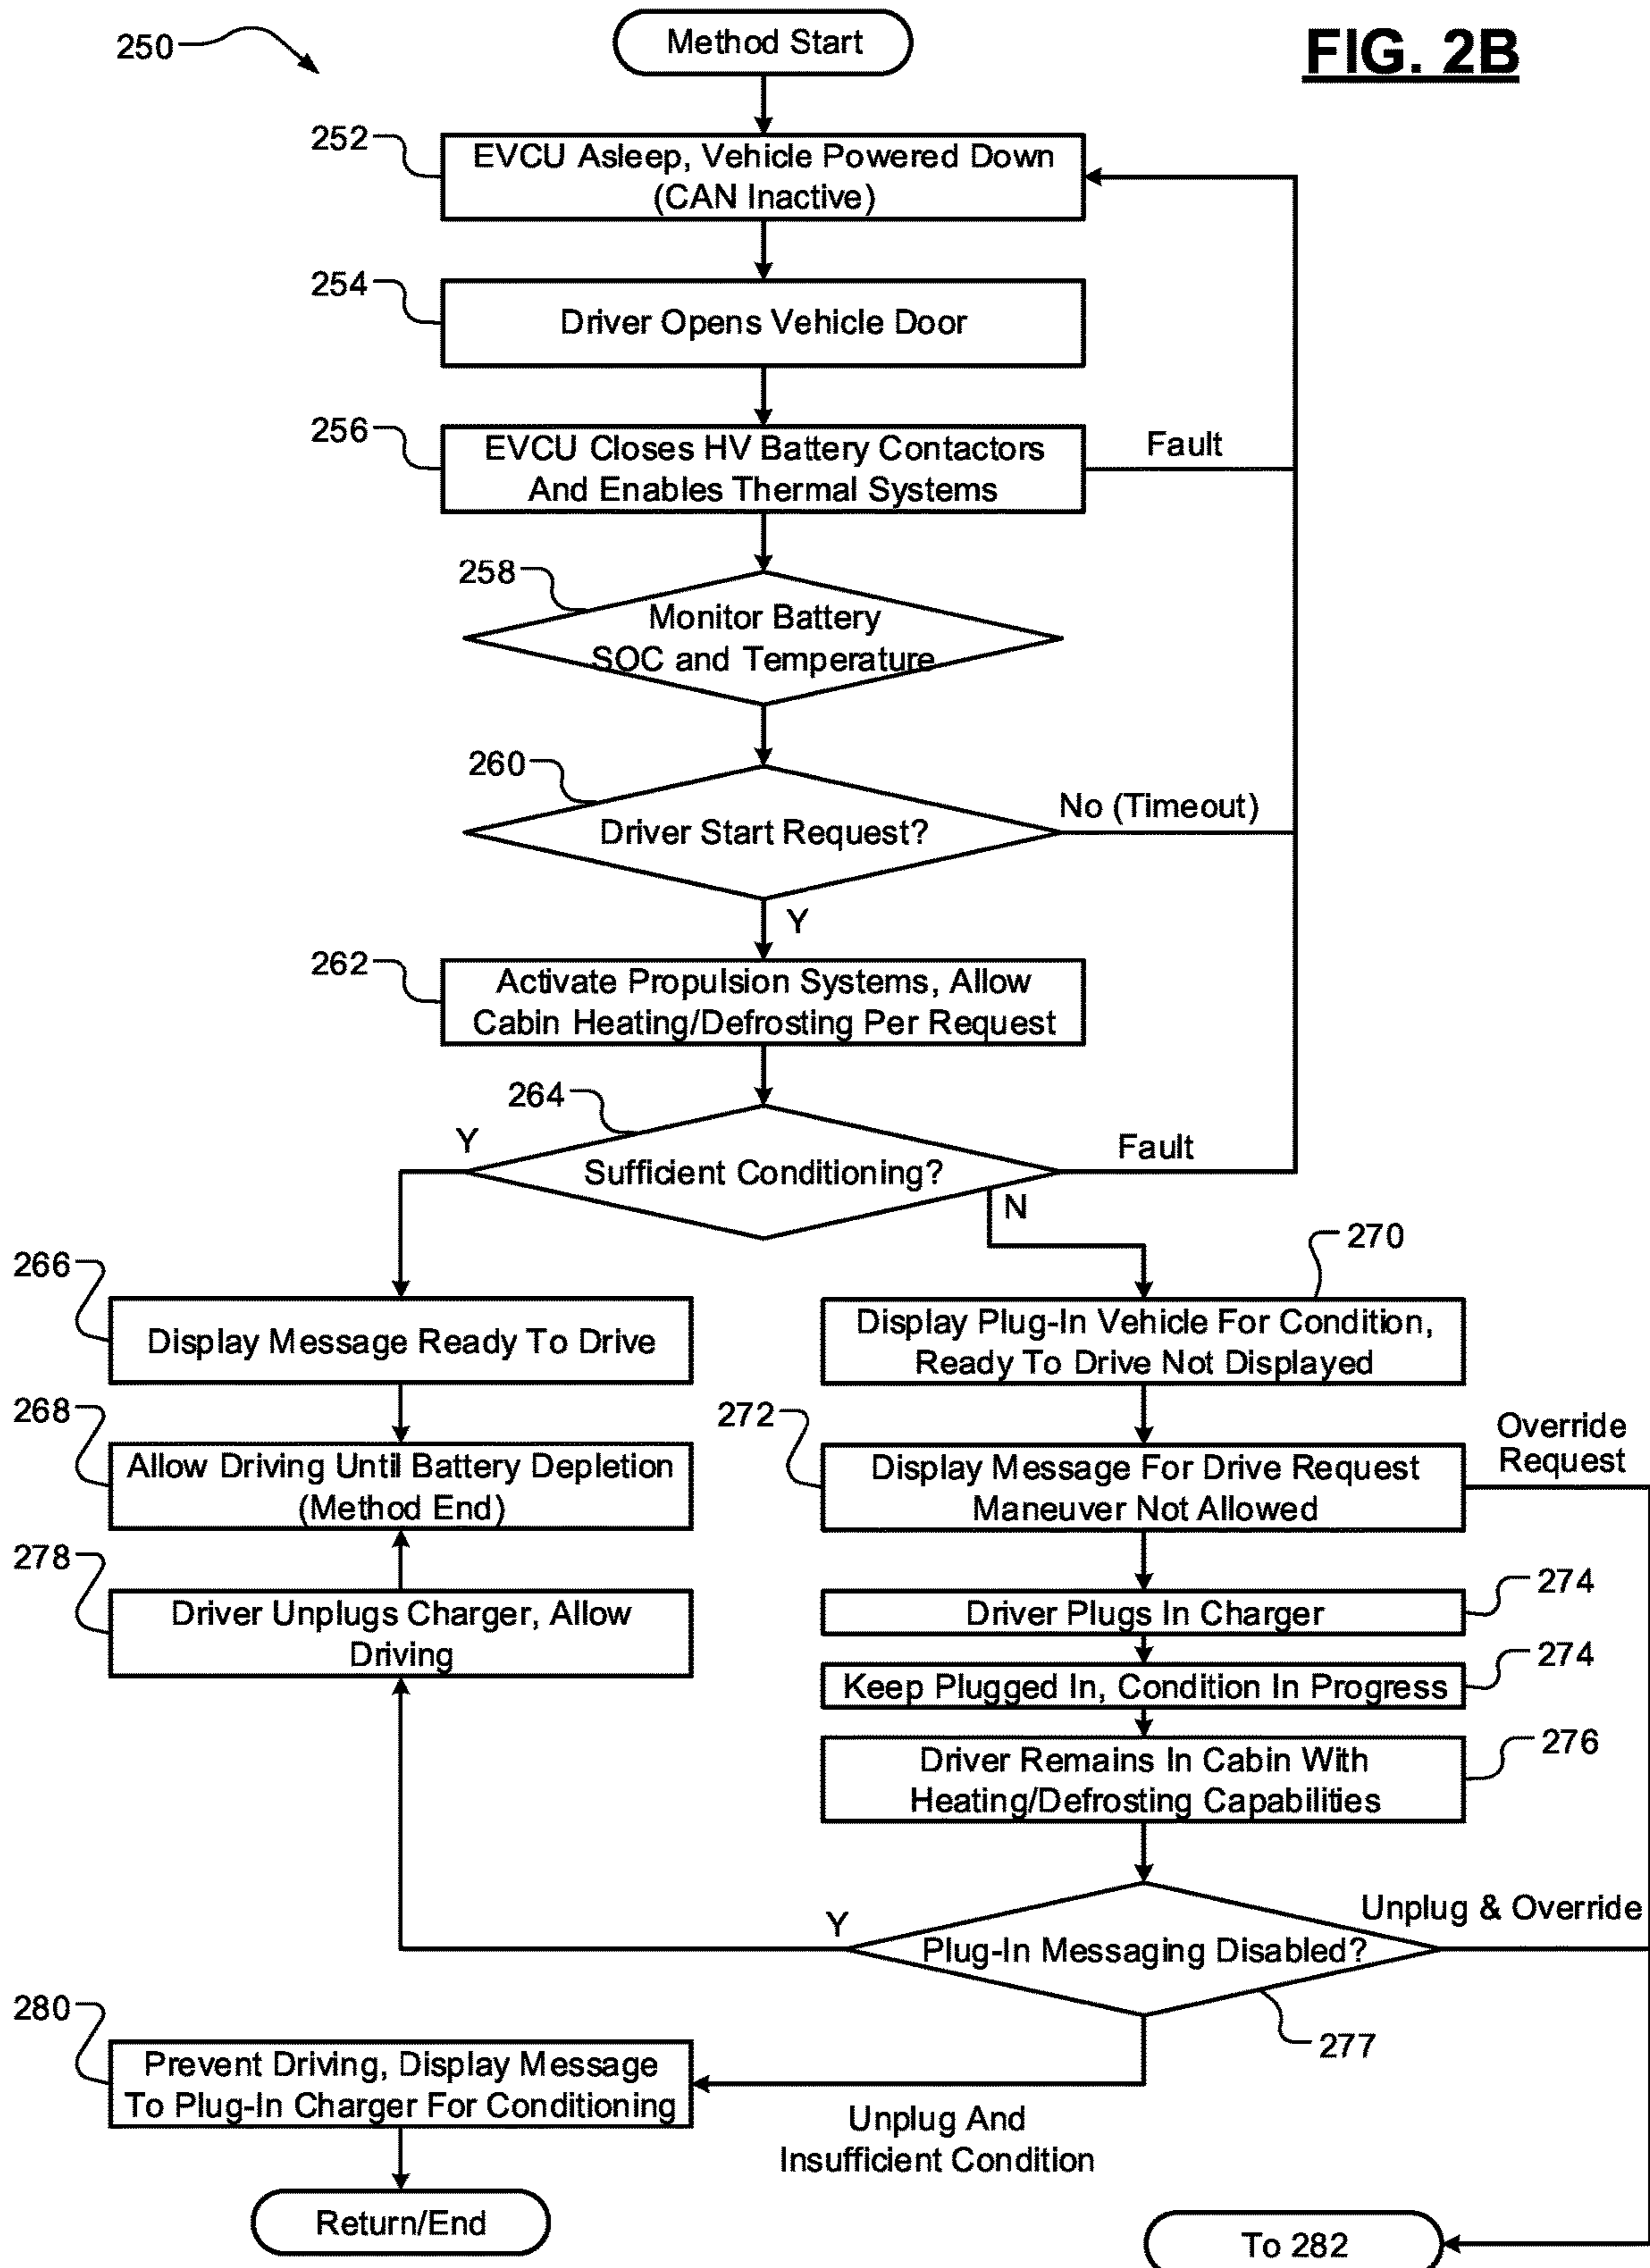 250
Method Start
FIG. 2B
252
EVCU Asleep, Vehicle Powered Down
(CAN Inactive)
254
Driver Opens Vehicle Door
256
EVCU Closes HV Battery Contactors
And Enables Thermal Systems
Fault
258
Monitor Battery
SOC and Temperature
260
Driver Start Request?
No (Timeout)
Y
262
Activate Propulsion Systems, Allow
Cabin Heating/Defrosting Per Request
264
Y
Sufficient Conditioning?
Fault
N
266
Display Message Ready To Drive
270
Display Plug-In Vehicle For Condition,
Ready To Drive Not Displayed
268
Allow Driving Until Battery Depletion
(Method End)
272
Display Message For Drive Request
Maneuver Not Allowed
Override
Request
278
Driver Unplugs Charger, Allow
Driving
274
Driver Plugs In Charger
274
Keep Plugged In, Condition In Progress
276
Driver Remains In Cabin With
Heating/Defrosting Capabilities
Y
Plug-In Messaging Disabled?
Unplug & Override
277
280
Prevent Driving, Display Message
To Plug-In Charger For Conditioning
Unplug And
Insufficient Condition
Return/End
To 282